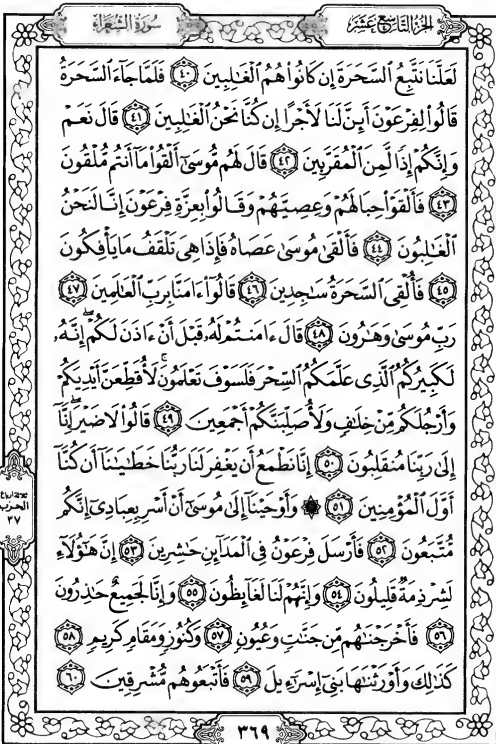 الجزء التاسع عشر
سورة الشعراء
لَعَلَّنَا نَتَّبِعُ ٱلسَّحَرَةَ إِن كَانُوا۟ هُمُ ٱلْغَٰلِبِينَ ٤٠ فَلَمَّا جَآءَ ٱلسَّحَرَةُ
قَالُوا۟ لِفِرْعَوْنَ أَئِنَّ لَنَا لَأَجْرًا إِن كُنَّا نَحْنُ ٱلْغَٰلِبِينَ ٤١ قَالَ نَعَمْ
وَإِنَّكُمْ إِذًا لَّمِنَ ٱلْمُقَرَّبِينَ ٤٢ قَالَ لَهُم مُّوسَىٰٓ أَلْقُوا۟ مَآ أَنتُم مُّلْقُونَ
٤٣ فَأَلْقَوْا۟ حِبَالَهُمْ وَعِصِيَّهُمْ وَقَالُوا۟ بِعِزَّةِ فِرْعَوْنَ إِنَّا لَنَحْنُ
ٱلْغَٰلِبُونَ ٤٤ فَأَلْقَىٰ مُوسَىٰ عَصَاهُ فَإِذَا هِىَ تَلْقَفُ مَا يَأْفِكُونَ
٤٥ فَأُلْقِىَ ٱلسَّحَرَةُ سَٰجِدِينَ ٤٦ قَالُوٓا۟ ءَامَنَّا بِرَبِّ ٱلْعَٰلَمِينَ ٤٧
رَبِّ مُوسَىٰ وَهَٰرُونَ ٤٨ قَالَ ءَامَنتُمْ لَهُۥ قَبْلَ أَنْ ءَاذَنَ لَكُمْ ۖ إِنَّهُۥ
لَكَبِيرُكُمُ ٱلَّذِى عَلَّمَكُمُ ٱلسِّحْرَ فَلَسَوْفَ تَعْلَمُونَ ۚ لَأُقَطِّعَنَّ أَيْدِيَكُمْ
وَأَرْجُلَكُم مِّنْ خِلَٰفٍ وَلَأُصَلِّبَنَّكُمْ أَجْمَعِينَ ٤٩ قَالُوا۟ لَا ضَيْرَ ۖ إِنَّآ
إِلَىٰ رَبِّنَا مُنقَلِبُونَ ٥٠ إِنَّا نَطْمَعُ أَن يَغْفِرَ لَنَا رَبُّنَا خَطَٰيَٰنَآ أَن كُنَّآ
أَوَّلَ ٱلْمُؤْمِنِينَ ٥١ ۞ وَأَوْحَيْنَآ إِلَىٰ مُوسَىٰٓ أَنْ أَسْرِ بِعِبَادِىٓ إِنَّكُم
مُّتَّبَعُونَ ٥٢ فَأَرْسَلَ فِرْعَوْنُ فِى ٱلْمَدَآئِنِ حَٰشِرِينَ ٥٣ إِنَّ هَٰٓؤُلَآءِ
لَشِرْذِمَةٌ قَلِيلُونَ ٥٤ وَإِنَّهُمْ لَنَا لَغَآئِظُونَ ٥٥ وَإِنَّا لَجَمِيعٌ حَٰذِرُونَ
٥٦ فَأَخْرَجْنَٰهُم مِّن جَنَّٰتٍ وَعُيُونٍ ٥٧ وَكُنُوزٍ وَمَقَامٍ كَرِيمٍ ٥٨
كَذَٰلِكَ وَأَوْرَثْنَٰهَا بَنِىٓ إِسْرَٰٓءِيلَ ٥٩ فَأَتْبَعُوهُم مُّشْرِقِينَ ٦٠
ثلاثة أرباع
الحزب
٣٧
٣٦٩